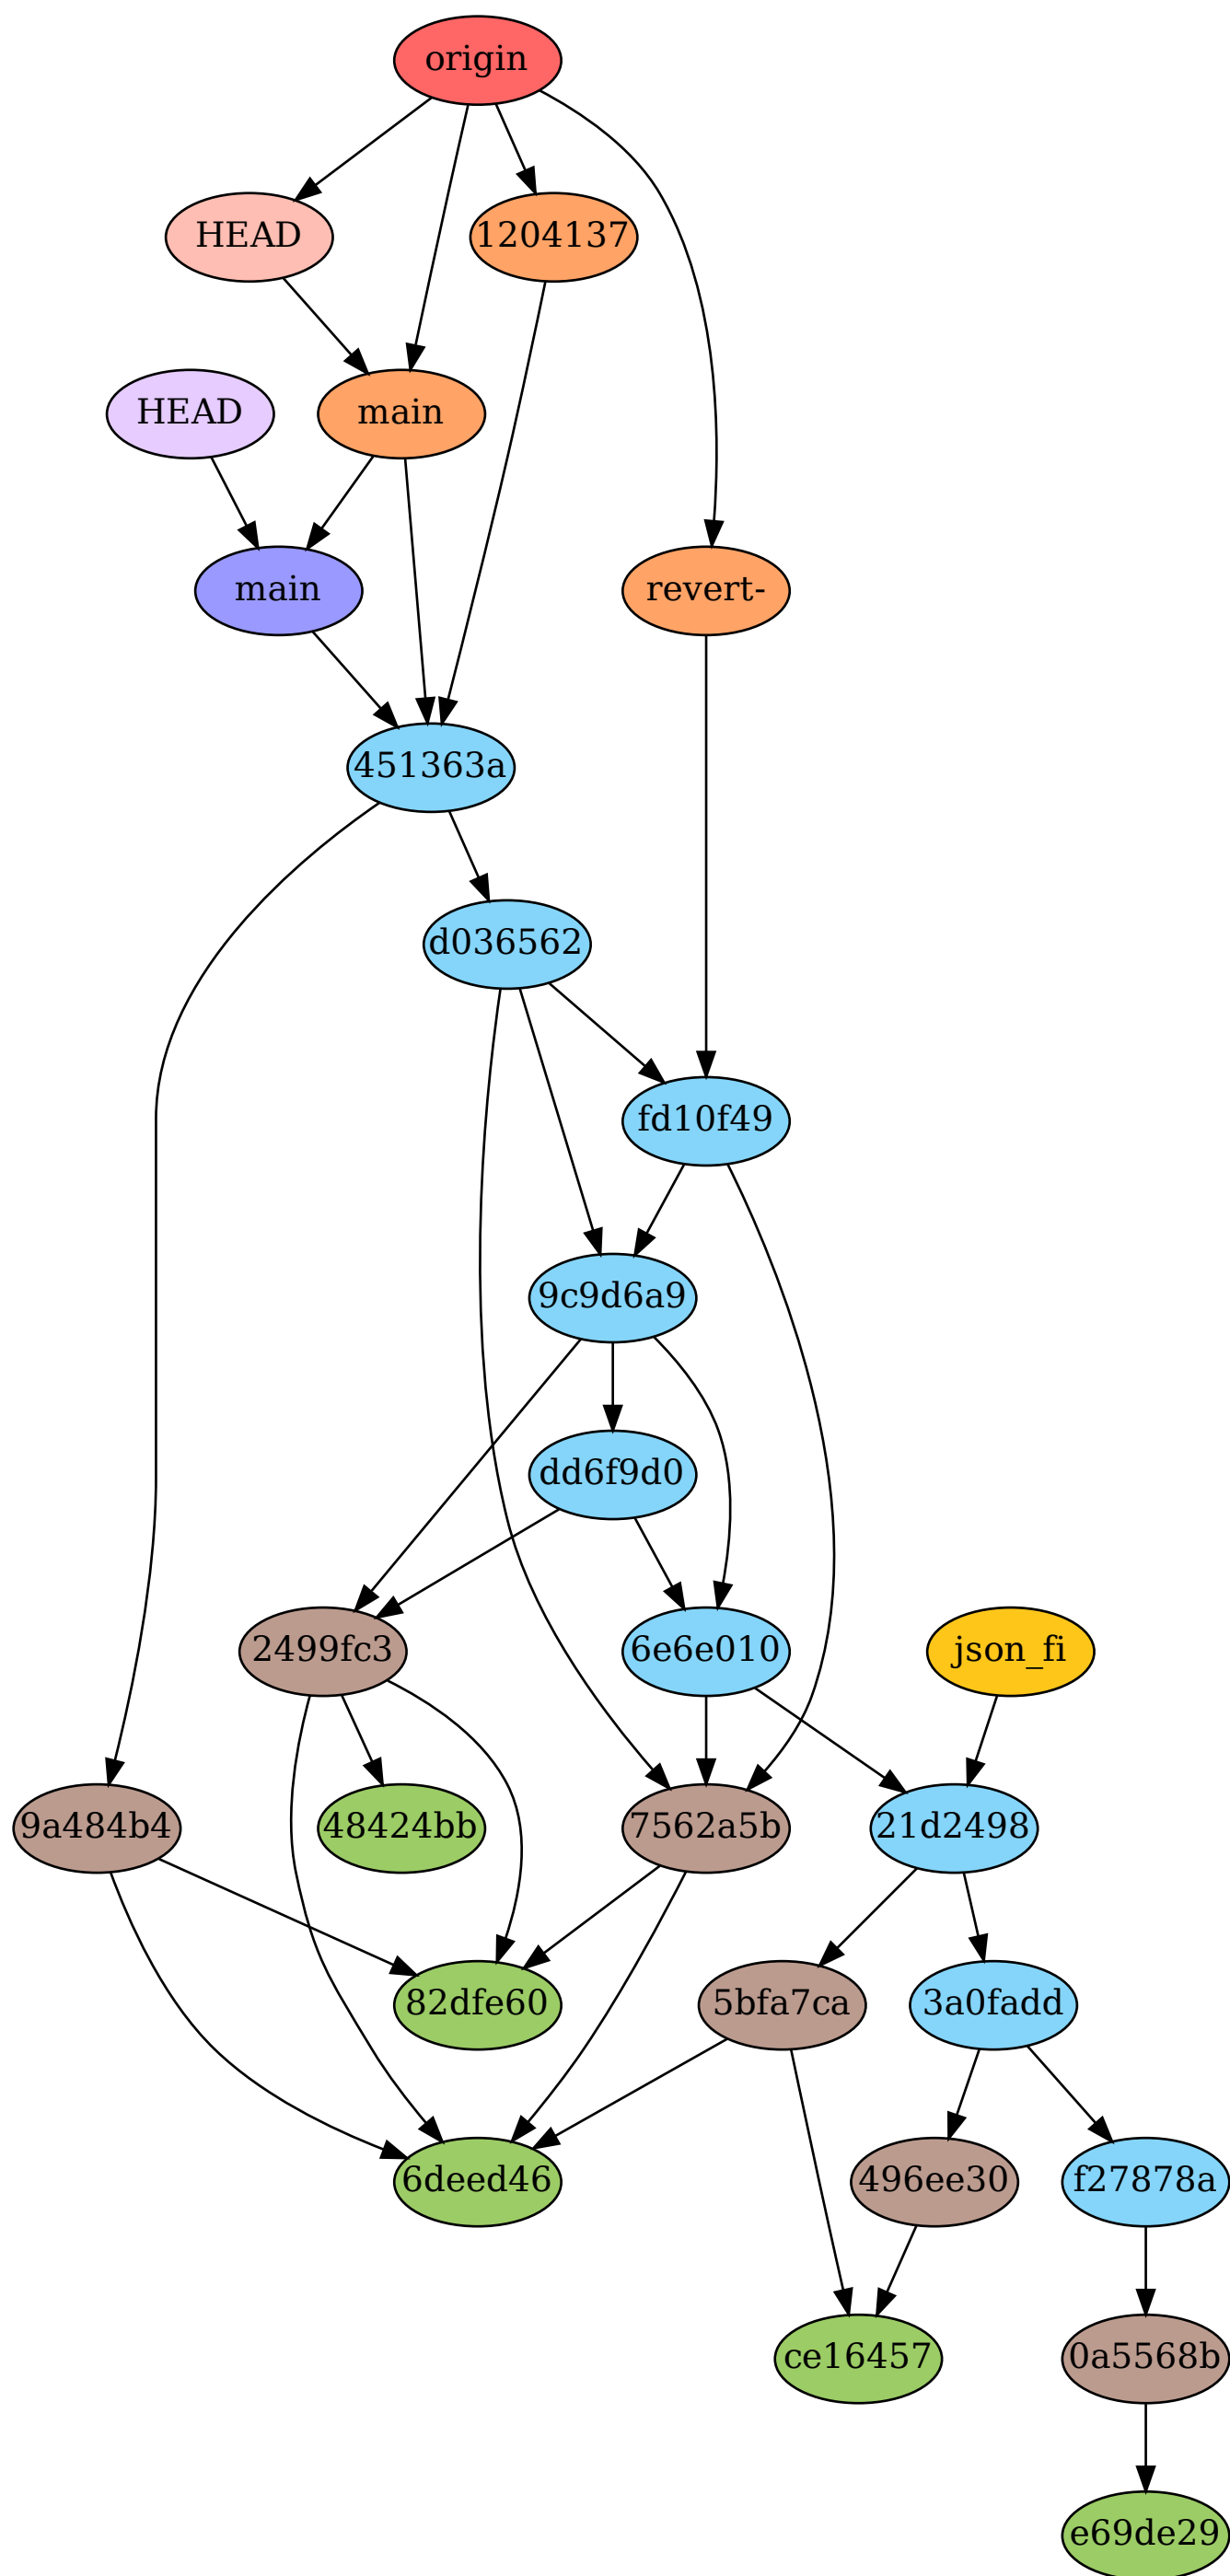 origin
HEAD
1204137
HEAD
main
main
revert-
451363a
d036562
fd10f49
9c9d6a9
dd6f9d0
2499fc3
6e6e010
json_fi
9a484b4
48424bb
7562a5b
21d2498
82dfe60
5bfa7ca
3a0fadd
6deed46
496ee30
f27878a
ce16457
0a5568b
e69de29